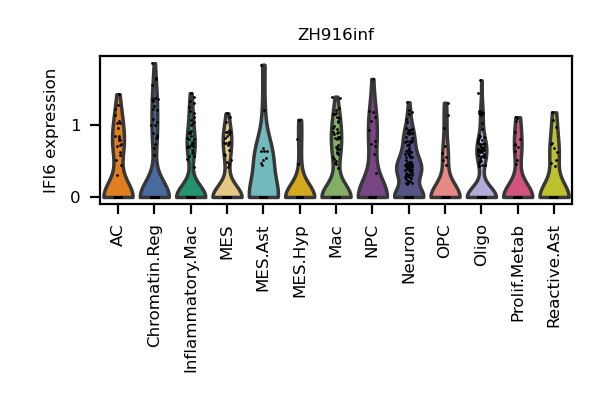 ZH916inf
IFI6 expression
1
0
AC
Chromatin.Reg
Inflammatory.Mac
MES
MES.Ast
MES.Hyp
Mac
NPC
Neuron
OPC
Oligo
Prolif.Metab
Reactive.Ast